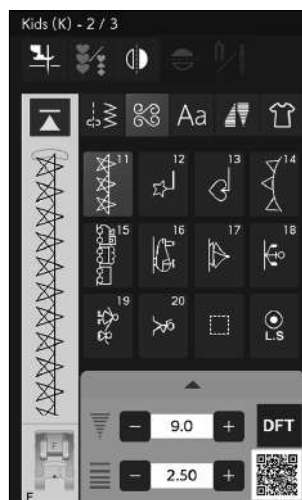 Kids (K) - 2 / 3
Aa
11 12 13 14
15 16 17 18
19 20 L.S
9.0 DFT
2.50
F
F